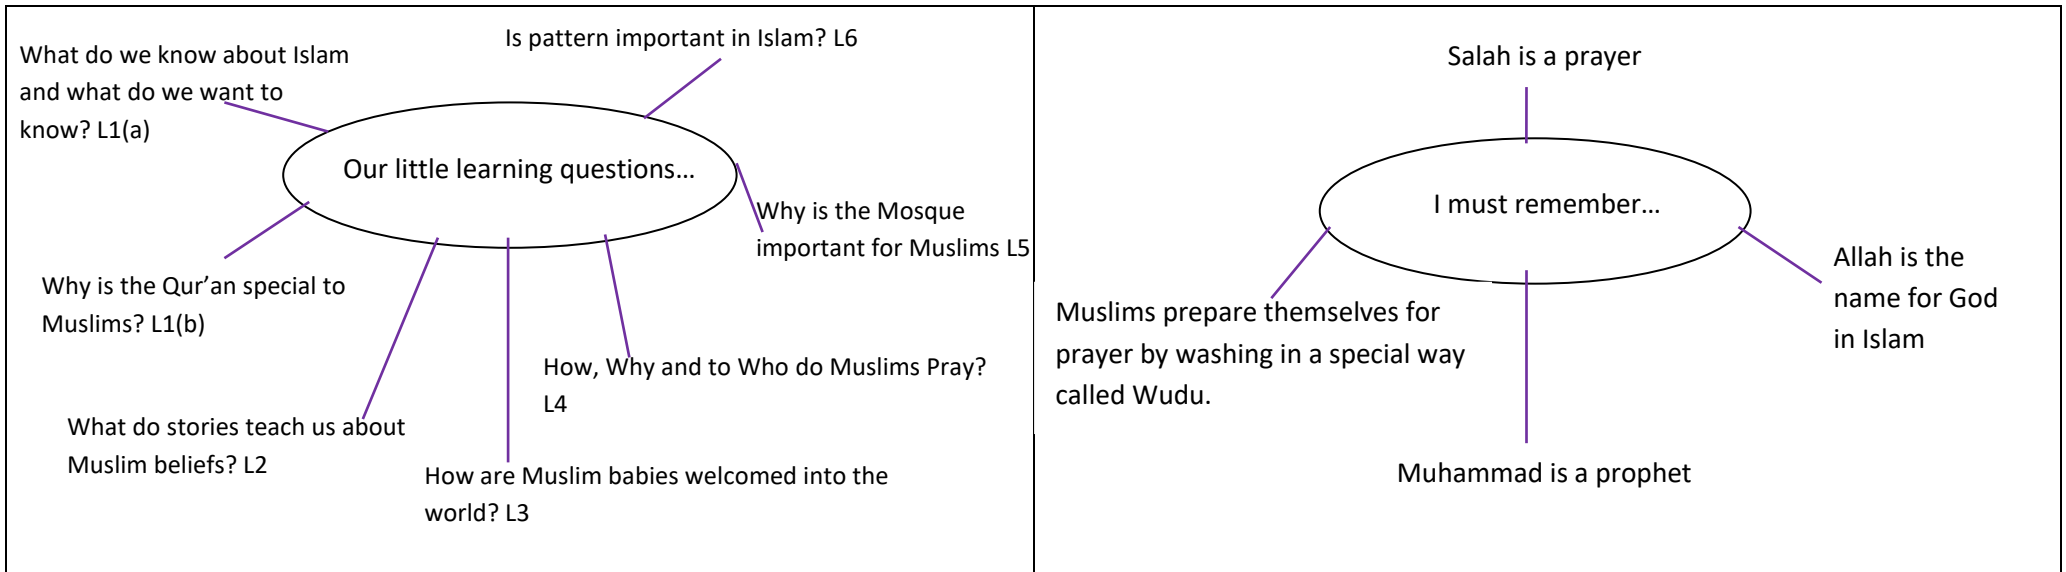 Is pattern important in Islam? L6
What do we know about Islam
and what do we want to
know? L1(a)
Our little learning questions…
Why is the Mosque
important for Muslims L5
Why is the Qur’an special to
Muslims? L1(b)
How, Why and to Who do Muslims Pray?
L4
What do stories teach us about
Muslim beliefs? L2
How are Muslim babies welcomed into the
world? L3
Salah is a prayer
I must remember…
Allah is the
name for God
in Islam
Muslims prepare themselves for
prayer by washing in a special way
called Wudu.
Muhammad is a prophet